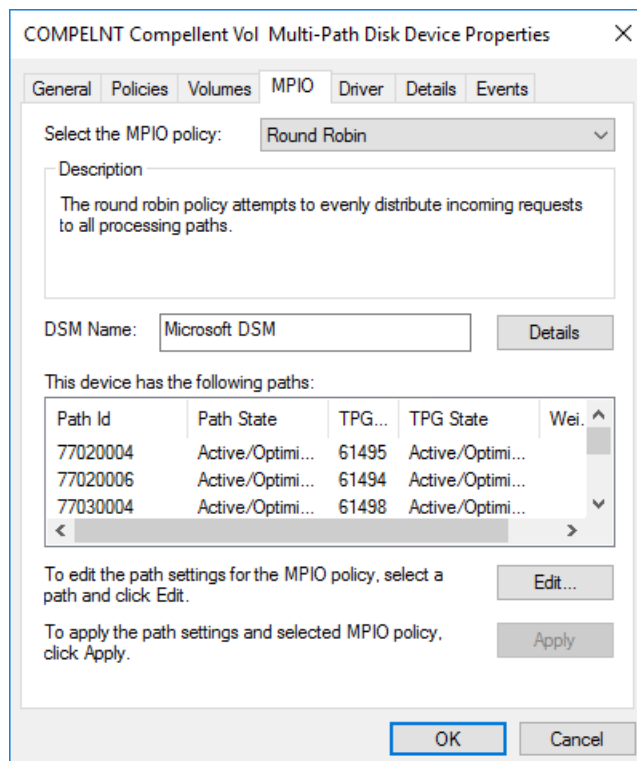 COMPELNT Compellent Vol Multi-Path Disk Device Properties
General Policies Volumes MPIO Driver Details Events
Select the MPIO policy: Round Robin
Description
The round robin policy attempts to evenly distribute incoming requests
to all processing paths.
DSM Name: Microsoft DSM Details
This device has the following paths:
Path Id Path State TPG... TPG State Wei.
77020004 Active/Optimi... 61495 Active/Optimi...
77020006 Active/Optimi... 61494 Active/Optimi...
77030004 Active/Optimi... 61498 Active/Optimi...
To edit the path settings for the MPIO policy, select a
path and click Edit.
Edit...
To apply the path settings and selected MPIO policy,
click Apply.
Apply
OK Cancel